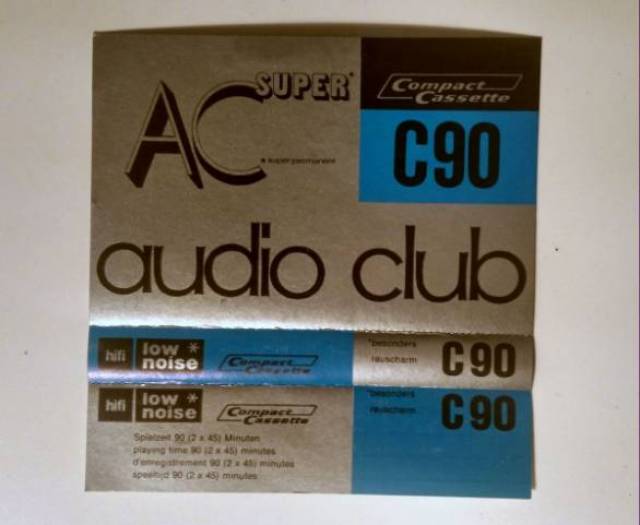 AC SUPER*
* superpermanent
Compact
Cassette
C90
audio club
hifi
low *
noise
Compact
Cassette
*besonders
rauscharm
C90
hifi
low *
noise
Compact
Cassette
*besonders
rauscharm
C90
Spielzeit 90 (2 x 45) Minuten
playing time 90 (2 x 45) minutes
d'enregistrement 90 (2 x 45) minutes
speeltijd 90 (2 x 45) minutes